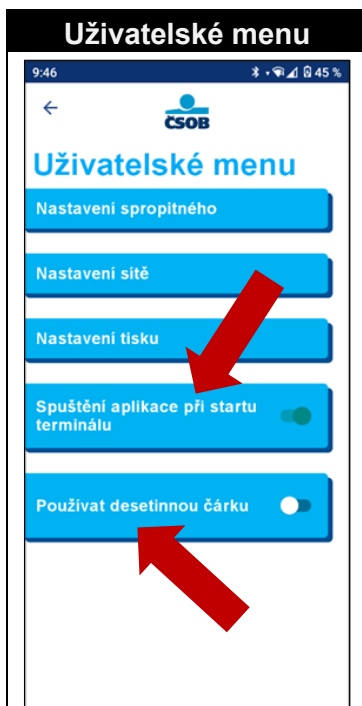 Uživatelské menu
9:46 45 %
ČSOB
Uživatelské menu
Nastavení spropitného
Nastavení sítě
Nastavení tisku
Spuštění aplikace při startu
terminálu
Používat desetinnou čárku